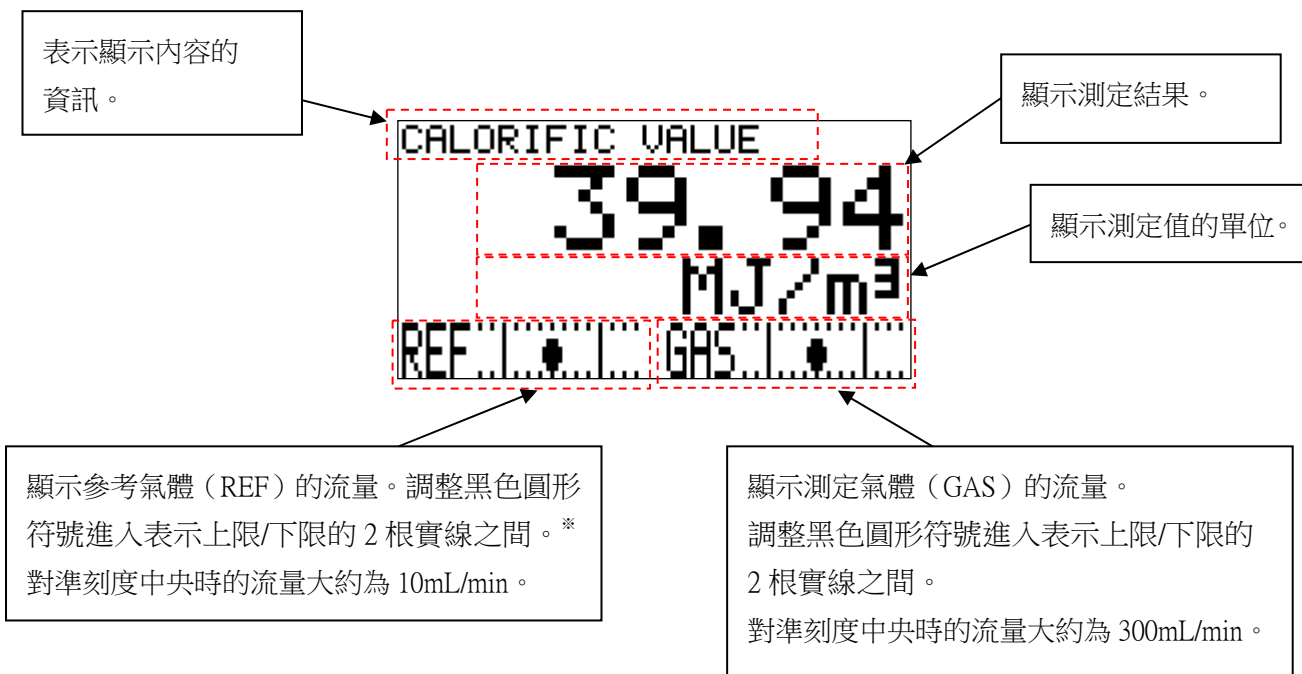 表示顯示內容的
資訊。
顯示測定結果。
顯示測定值的單位。
CALORIFIC VALUE
39.94
MJ/m³
REF
GAS
顯示參考氣體（REF）的流量。調整黑色圓形
符號進入表示上限/下限的 2 根實線之間。※
對準刻度中央時的流量大約為 10mL/min。
顯示測定氣體（GAS）的流量。
調整黑色圓形符號進入表示上限/下限的
2 根實線之間。
對準刻度中央時的流量大約為 300mL/min。